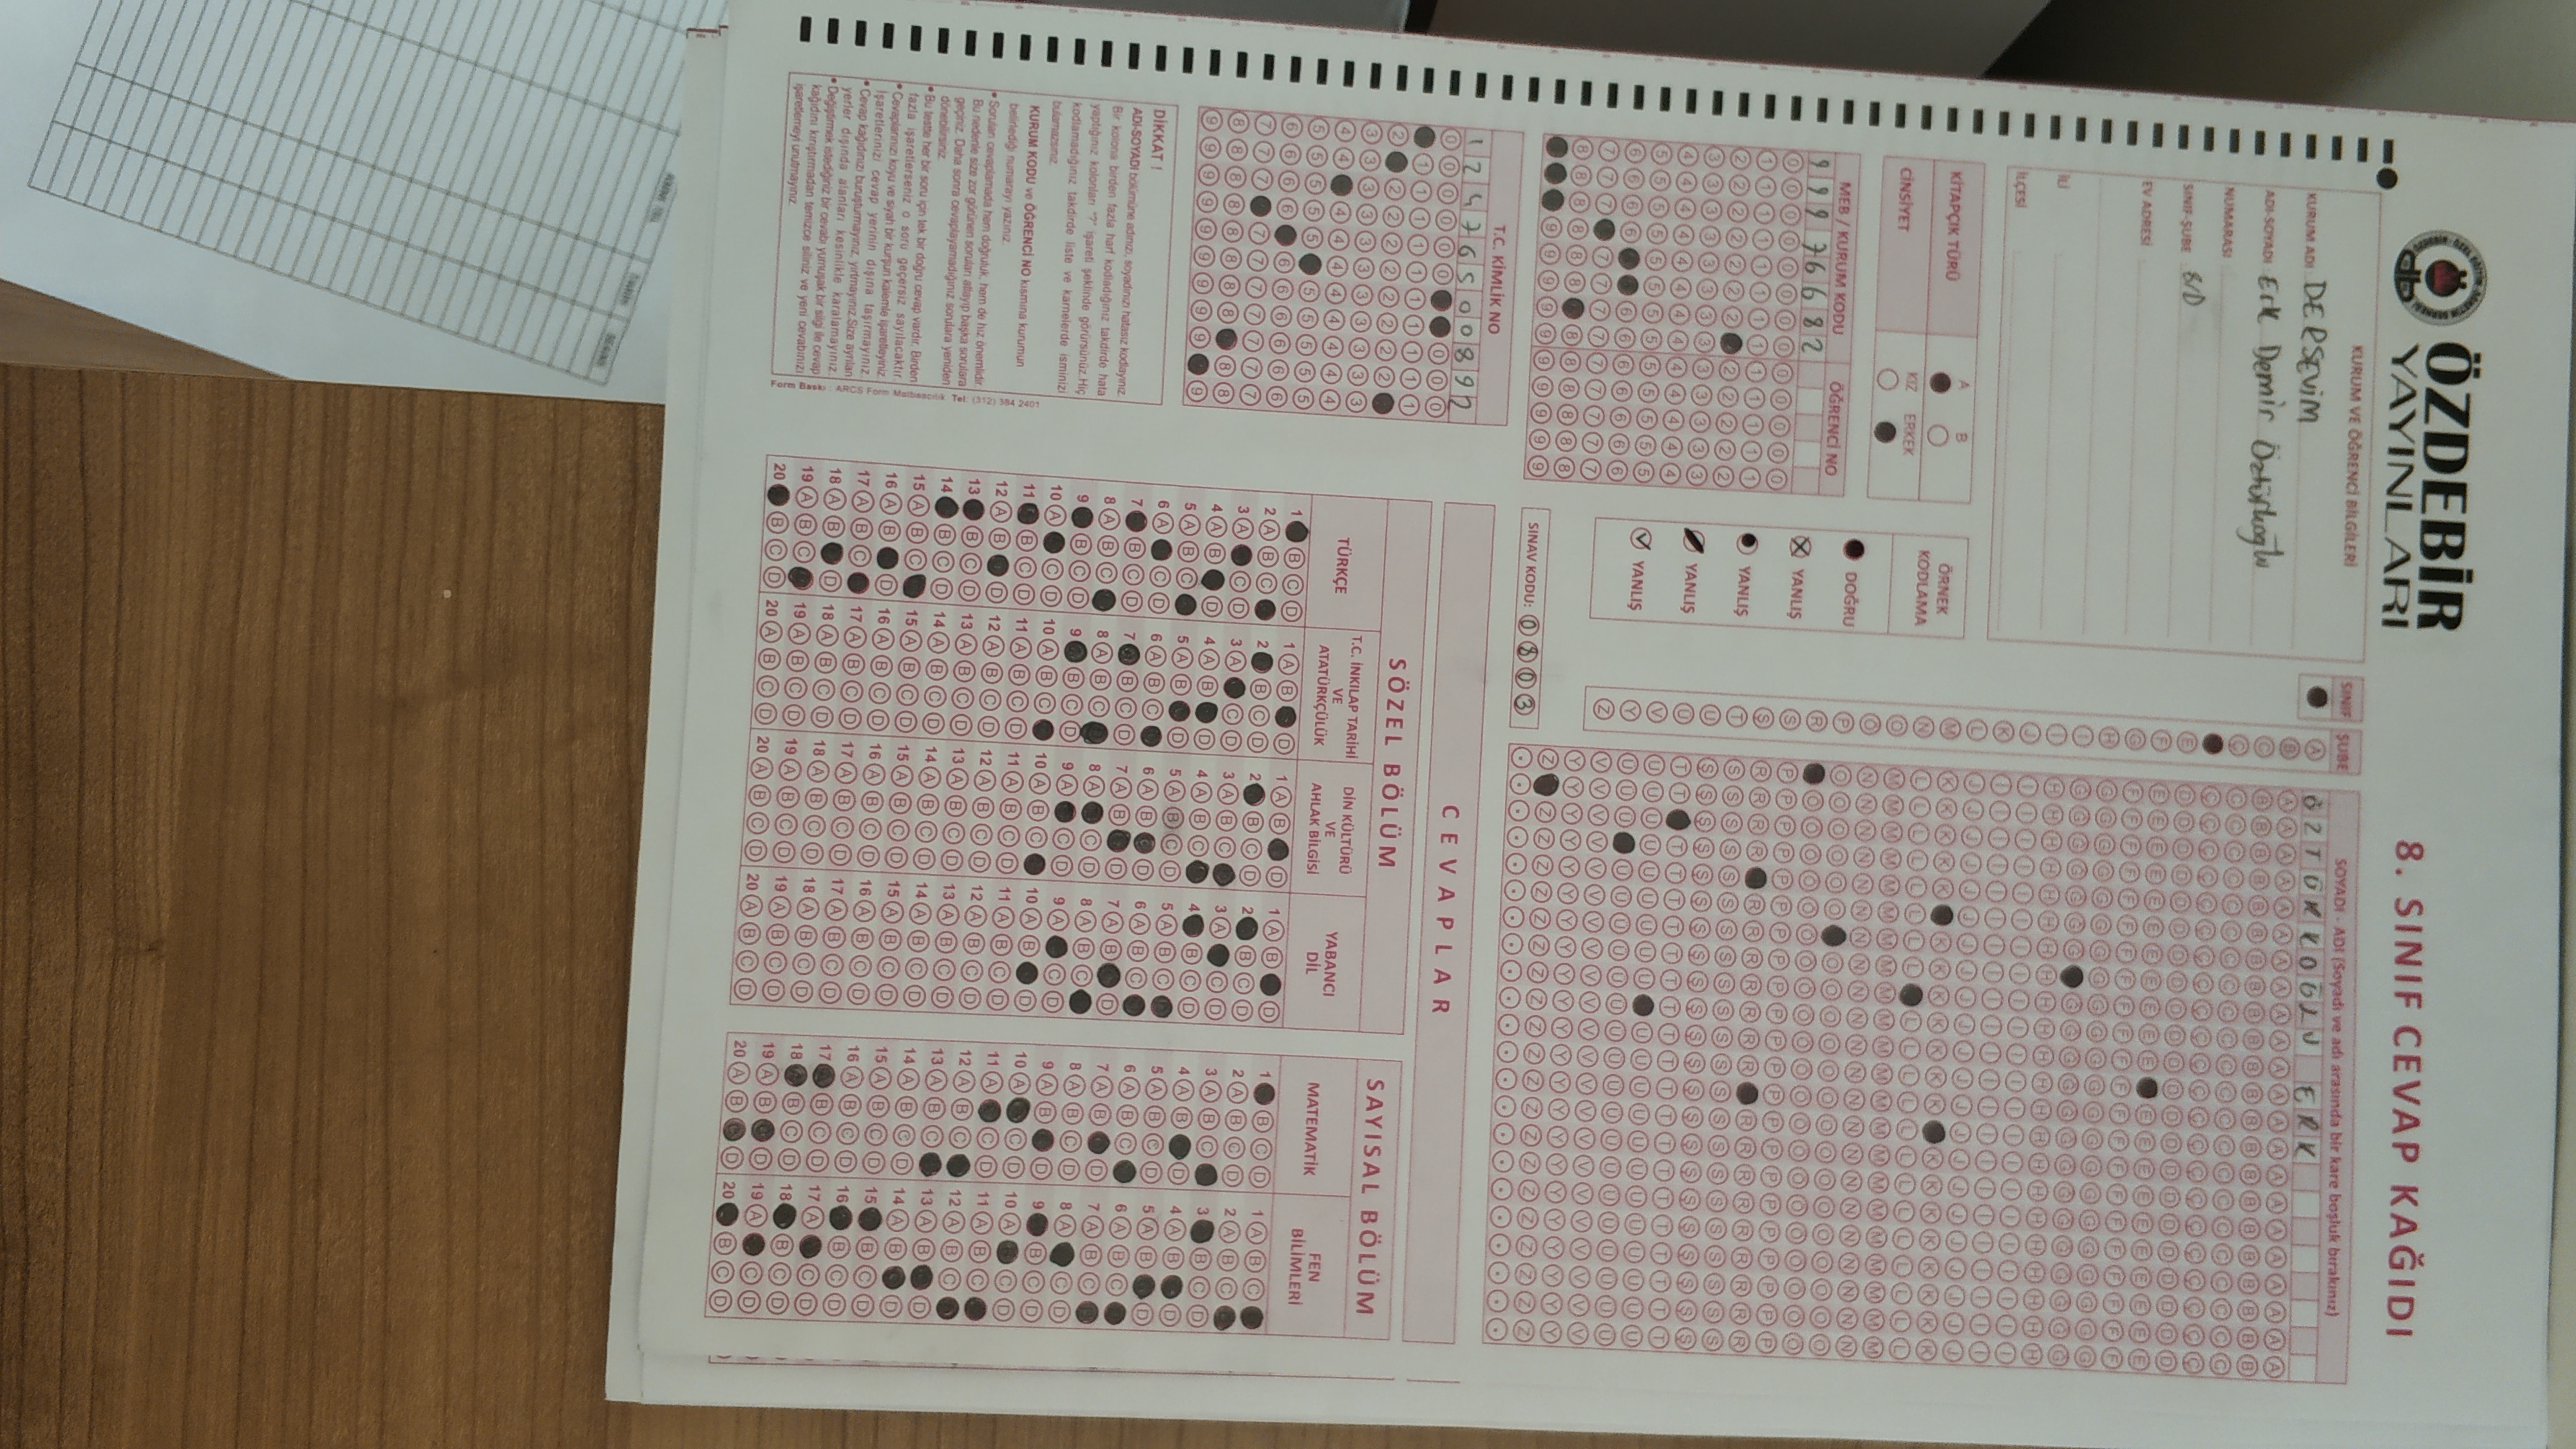 ÖZDEBİR
YAYINLARI
8. SINIF CEVAP KAĞIDI
KURUM VE ÖĞRENCİ BİLGİLERİ
KURUM ADI DERSEVİM
ADI-SOYADI Erk Demir Öztürkoğlu
NUMARASI
SINIF-ŞUBE 8/D
EV ADRESİ
İLİ
İLÇESİ
SINIF
ŞUBE
SOYADI - ADI (Soyadı ve adı arasında bir kare boşluk bırakınız)
KİTAPÇIK TÜRÜ
A B
CİNSİYET
KIZ ERKEK
MEB / KURUM KODU
ÖĞRENCİ NO
9 9 9 7 6 6 8 2
ÖRNEK KODLAMA
DOĞRU
YANLIŞ
YANLIŞ
YANLIŞ
YANLIŞ
SINAV KODU: 0 8 0 3
T.C. KİMLİK NO
1 2 4 7 6 5 0 0 8 9 2
DİKKAT !
ADI-SOYADI bölümüne adınızı, soyadınızı hatasız kodlayınız.
Bir kolona birden fazla harf kodladığınız takdirde hata
yaptığınız kolonları "?" işareti şeklinde görürsünüz. Hiç
kodlamadığınız takdirde liste ve karnelerde isminizi
bulamazsınız.
KURUM KODU ve ÖĞRENCİ NO kısmına kurumun
belirlediği numarayı yazınız.
• Soruları cevaplamada hem doğruluk, hem de hız önemlidir.
Bu nedenle size zor görünen soruları atlayıp başka sorulara
geçiniz. Daha sonra cevaplayamadığınız sorulara yeniden
dönebilirsiniz.
• Bu testte her bir soru için tek bir doğru cevap vardır. Birden
fazla işaretlerseniz o soru geçersiz sayılacaktır.
• Cevaplarınızı koyu ve siyah bir kurşun kalemle işaretleyiniz.
İşaretlerinizi cevap yerinin dışına taşırmayınız.
• Cevap kağıdınızı buruşturmayınız, yırtmayınız. Size ayrılan
yerler dışında alanları kesinlikle karalamayınız.
• Değiştirmek istediğiniz bir cevabı yumuşak bir silgi ile cevap
kağıdını kırıştırmadan temizce siliniz ve yeni cevabınızı
işaretlemeyi unutmayınız.
Form Baskı : ARCS Form Matbaacılık Tel: (312) 384 2401
CEVAPLAR
SÖZEL BÖLÜM
TÜRKÇE
T.C. İNKILAP TARİHİ VE ATATÜRKÇÜLÜK
DİN KÜLTÜRÜ VE AHLAK BİLGİSİ
YABANCI DİL
SAYISAL BÖLÜM
MATEMATİK
FEN BİLİMLERİ